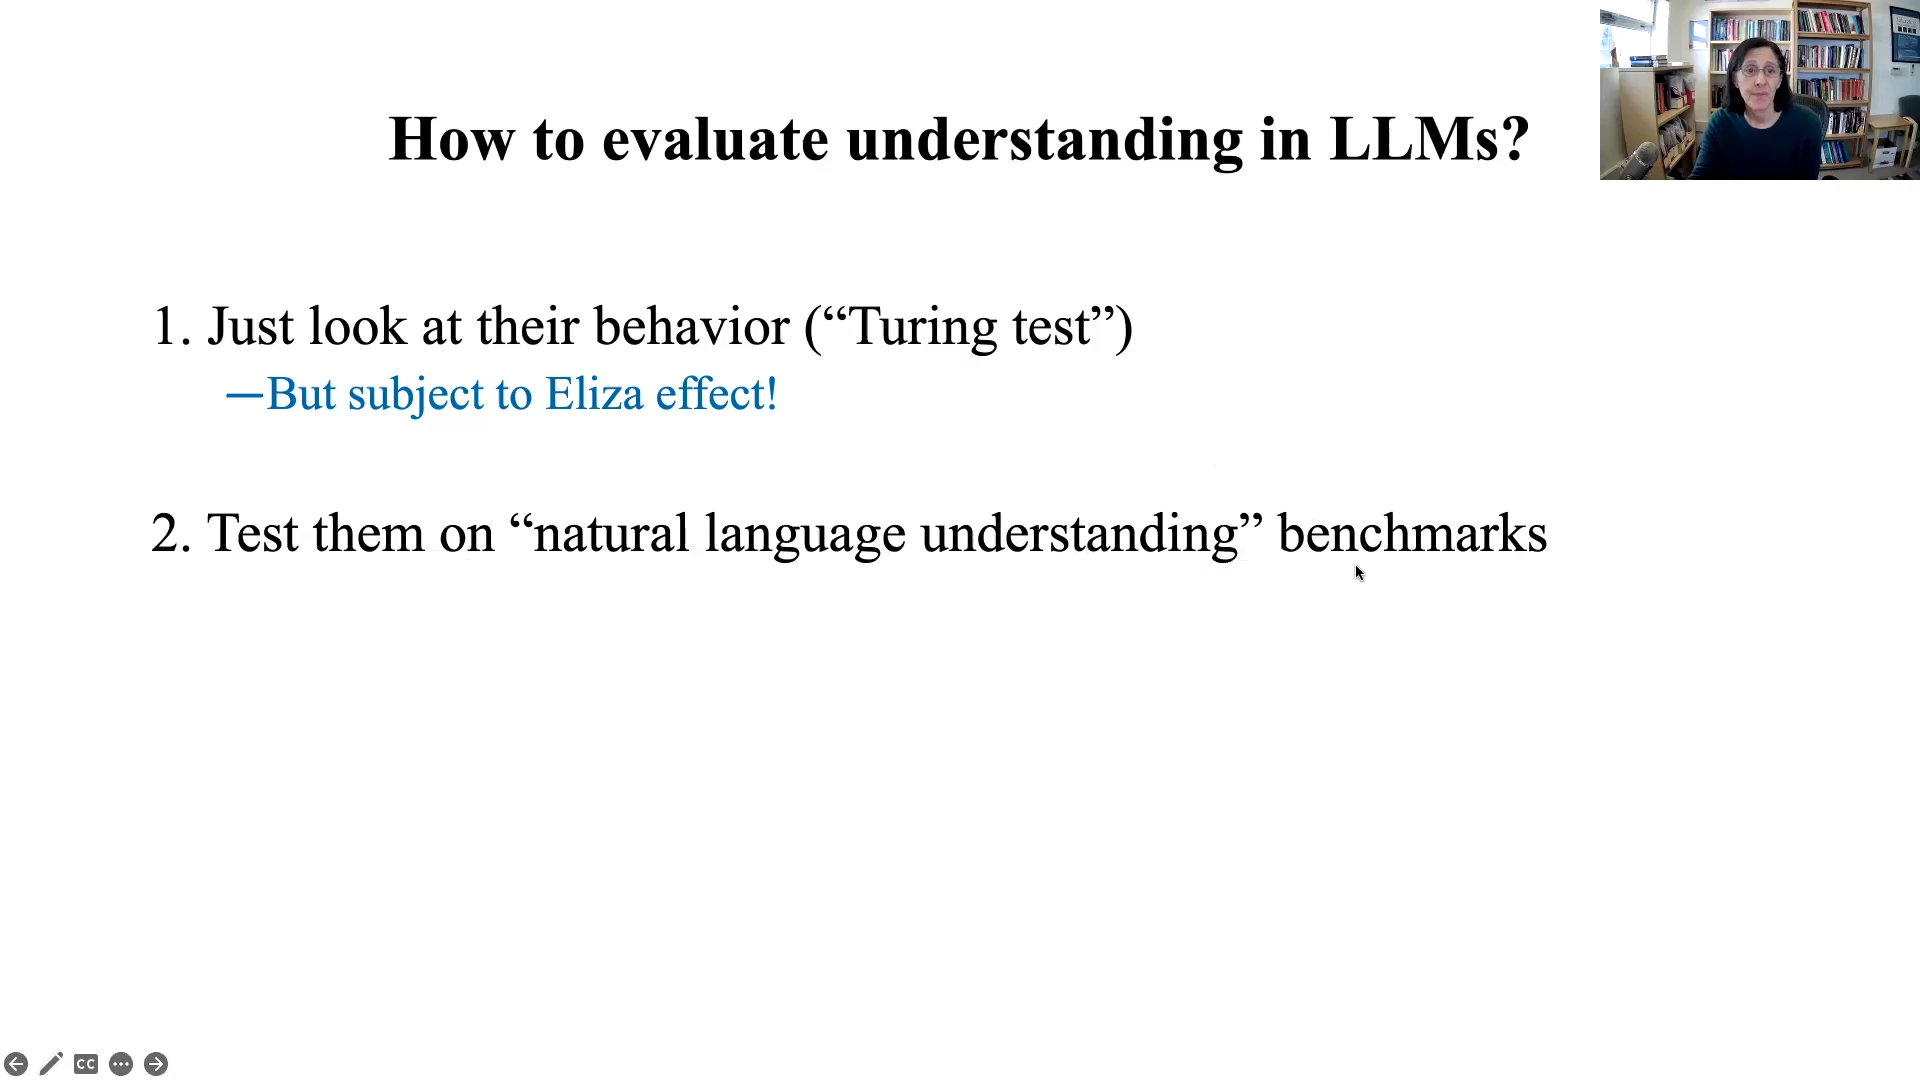 How to evaluate understanding in LLMs?
1. Just look at their behavior (“Turing test”)
—But subject to Eliza effect!
2. Test them on “natural language understanding” benchmarks
CC